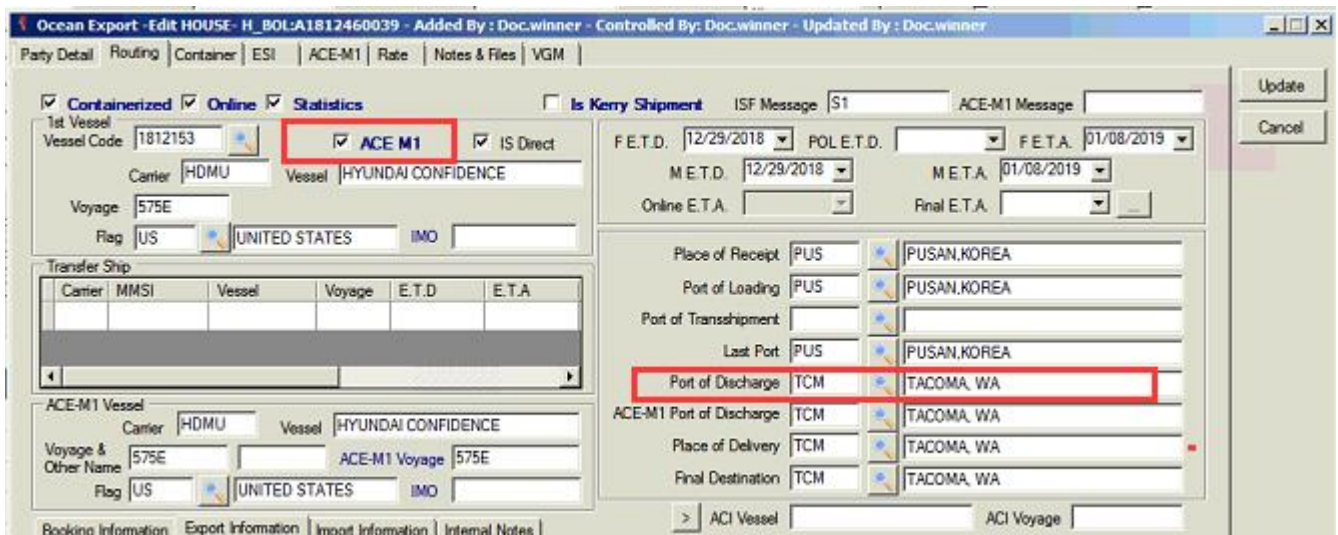 Ocean Export -Edit HOUSE- H_BOL:A1812460039 - Added By : Doc.winner - Controlled By: Doc.winner - Updated By : Doc.winner
Party Detail Routing Container ESI ACE-M1 Rate Notes & Files VGM
Update
Cancel
Containerized Online Statistics Is Kerry Shipment ISF Message S1 ACE-M1 Message
1st Vessel
Vessel Code 1812153 ACE M1 IS Direct
Carrier HDMU Vessel HYUNDAI CONFIDENCE
Voyage 575E
Flag US UNITED STATES IMO
F.E.T.D. 12/29/2018 POL E.T.D. F.E.T.A. 01/08/2019
M.E.T.D. 12/29/2018 M.E.T.A. 01/08/2019
Online E.T.A. Final E.T.A. ...
Transfer Ship
Carrier MMSI Vessel Voyage E.T.D E.T.A
Place of Receipt PUS PUSAN,KOREA
Port of Loading PUS PUSAN,KOREA
Port of Transshipment
Last Port PUS PUSAN,KOREA
Port of Discharge TCM TACOMA, WA
ACE-M1 Port of Discharge TCM TACOMA, WA
Place of Delivery TCM TACOMA, WA
Final Destination TCM TACOMA, WA
ACE-M1 Vessel
Carrier HDMU Vessel HYUNDAI CONFIDENCE
Voyage &
Other Name 575E ACE-M1 Voyage 575E
Flag US UNITED STATES IMO
> ACI Vessel ACI Voyage
Booking Information Export Information Import Information Internal Notes